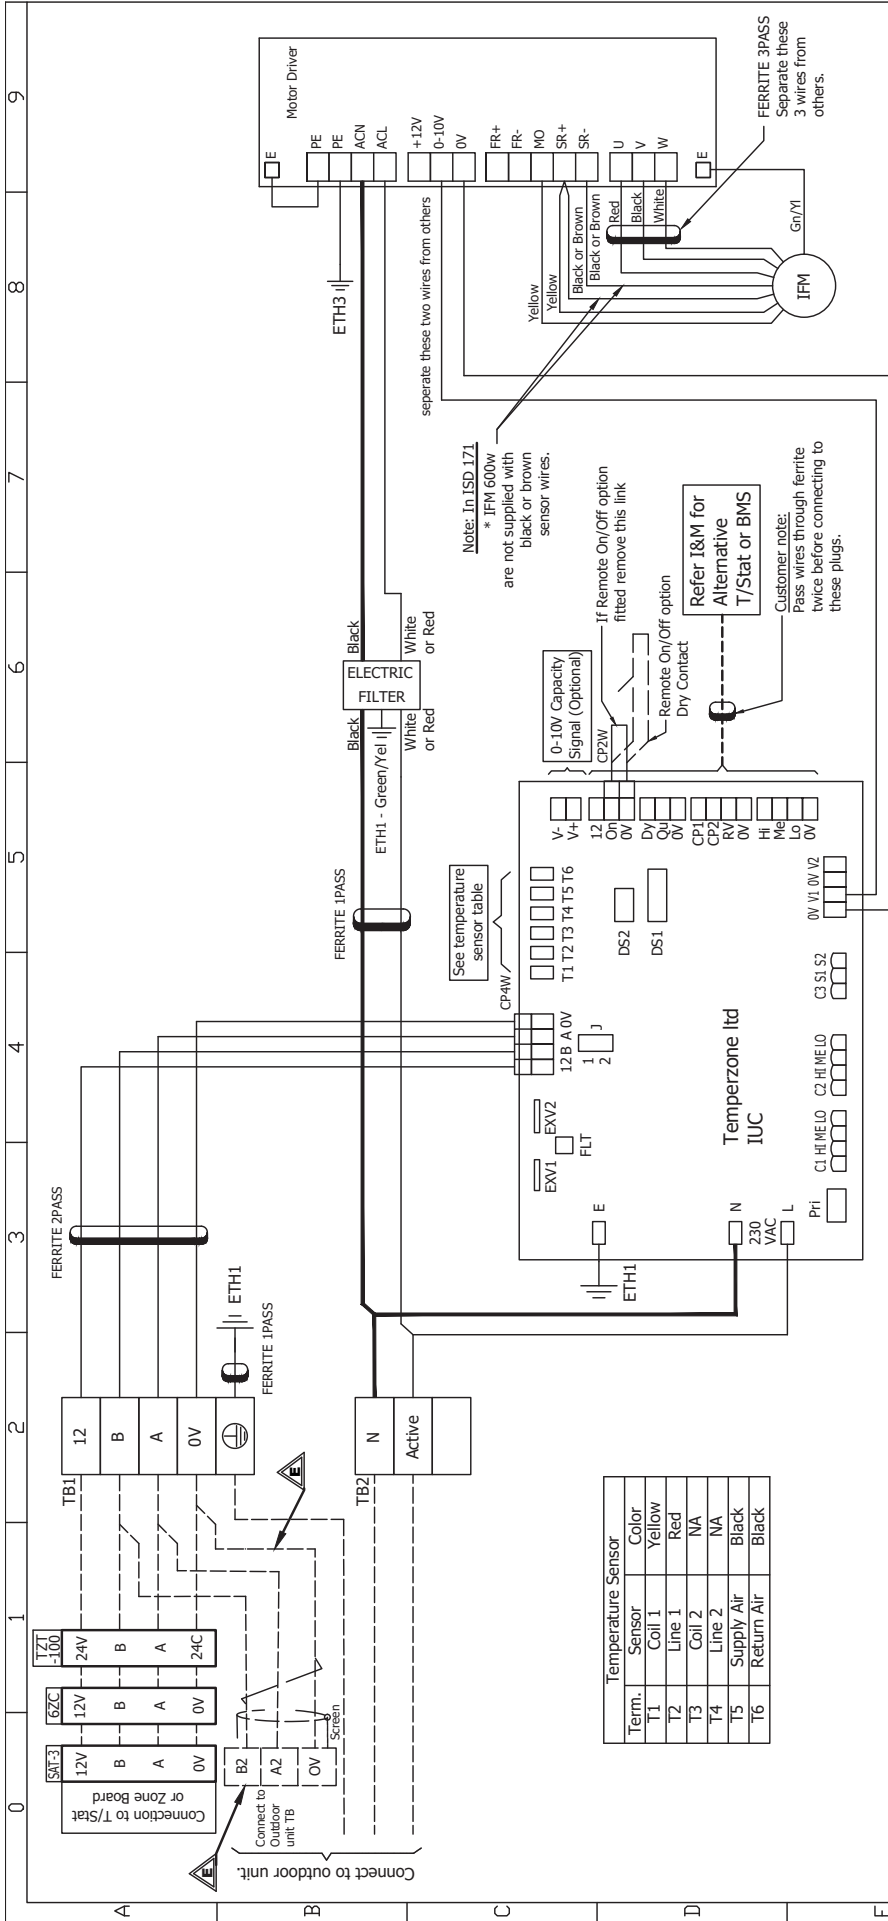 0
1
2
3
4
5
6
7
8
9
A
B
C
D
E
Connection to T/Stat
or Zone Board
SAT-3
12V
B
A
0V
6ZC
12V
B
A
0V
TZT
-100
24V
B
A
24C
TB1
12
B
A
0V
FERRITE 2PASS
ETH1
FERRITE 1PASS
E
E
Connect to outdoor unit.
Connect to
Outdoor
unit TB
B2
A2
OV
Screen
TB2
N
Active
FERRITE 1PASS
Black
White
or Red
ETH1 - Green/Yel
ELECTRIC
FILTER
Black
White
or Red
ETH3
Motor Driver
E
PE
PE
ACN
ACL
+12V
0-10V
0V
FR+
FR-
MO
SR+
SR-
U
V
W
E
seperate these two wires from others
Yellow
Yellow
Black or Brown
Black or Brown
Red
Black
White
Gn/Yl
IFM
FERRITE 3PASS
Separate these
3 wires from
others.
Note: In ISD 171
* IFM 600w
are not supplied with
black or brown
sensor wires.
If Remote On/Off option
fitted remove this link
Remote On/Off option
Dry Contact
0-10V Capacity
Signal (Optional)
CP2W
Refer I&M for
Alternative
T/Stat or BMS
Customer note:
Pass wires through ferrite
twice before connecting to
these plugs.
See temperature
sensor table
CP4W
12 B A 0V
T1 T2 T3 T4 T5 T6
J
1
2
EXV1
EXV2
FLT
DS2
DS1
V-
V+
12
On
0V
Dy
Qu
0V
CP1
CP2
RV
0V
Hi
Me
Lo
0V
E
ETH1
N
230
VAC
L
Temperzone ltd
IUC
Pri
C1 HI ME LO
C2 HI ME LO
C3 S1 S2
0V V1 0V V2
Temperature Sensor
Term. Sensor Color
T1 Coil 1 Yellow
T2 Line 1 Red
T3 Coil 2 NA
T4 Line 2 NA
T5 Supply Air Black
T6 Return Air Black